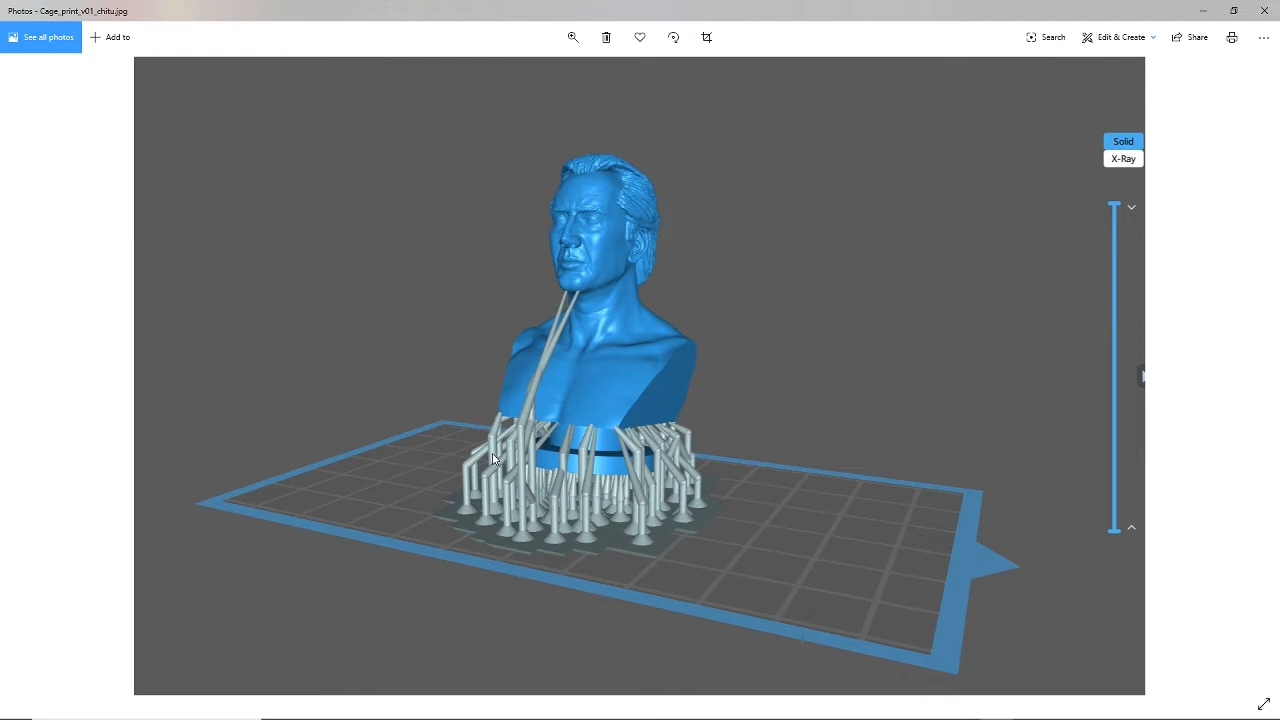 Photos - Cage_print_v01_chitu.jpg
See all photos
Add to
Search
Edit & Create
Share
Solid
X-Ray